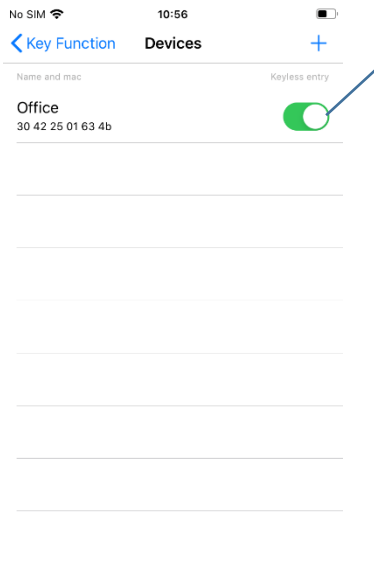 No SIM 10:56
Key Function Devices +
Name and mac Keyless entry
Office
30 42 25 01 63 4b